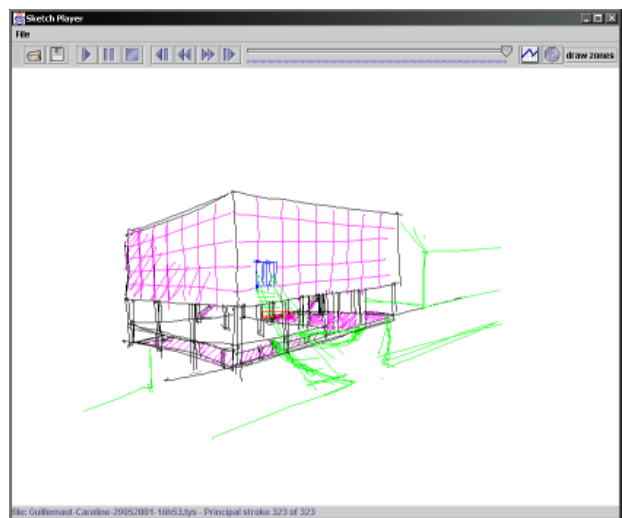 Sketch Player
File
draw zones
file: Guillemaut-Caroline-29052001-16h53.tys - Principal stroke 323 of 323